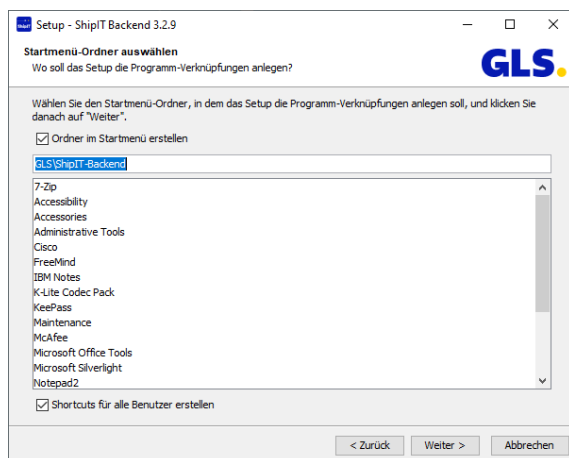 ShipIT
Setup - ShipIT Backend 3.2.9
Startmenü-Ordner auswählen
Wo soll das Setup die Programm-Verknüpfungen anlegen?
GLS.
Wählen Sie den Startmenü-Ordner, in dem das Setup die Programm-Verknüpfungen anlegen soll, und klicken Sie
danach auf "Weiter".
Ordner im Startmenü erstellen
GLS\ShipIT-Backend
7-Zip
Accessibility
Accessories
Administrative Tools
Cisco
FreeMind
IBM Notes
K-Lite Codec Pack
KeePass
Maintenance
McAfee
Microsoft Office Tools
Microsoft Silverlight
Notepad2
Shortcuts für alle Benutzer erstellen
< Zurück
Weiter >
Abbrechen